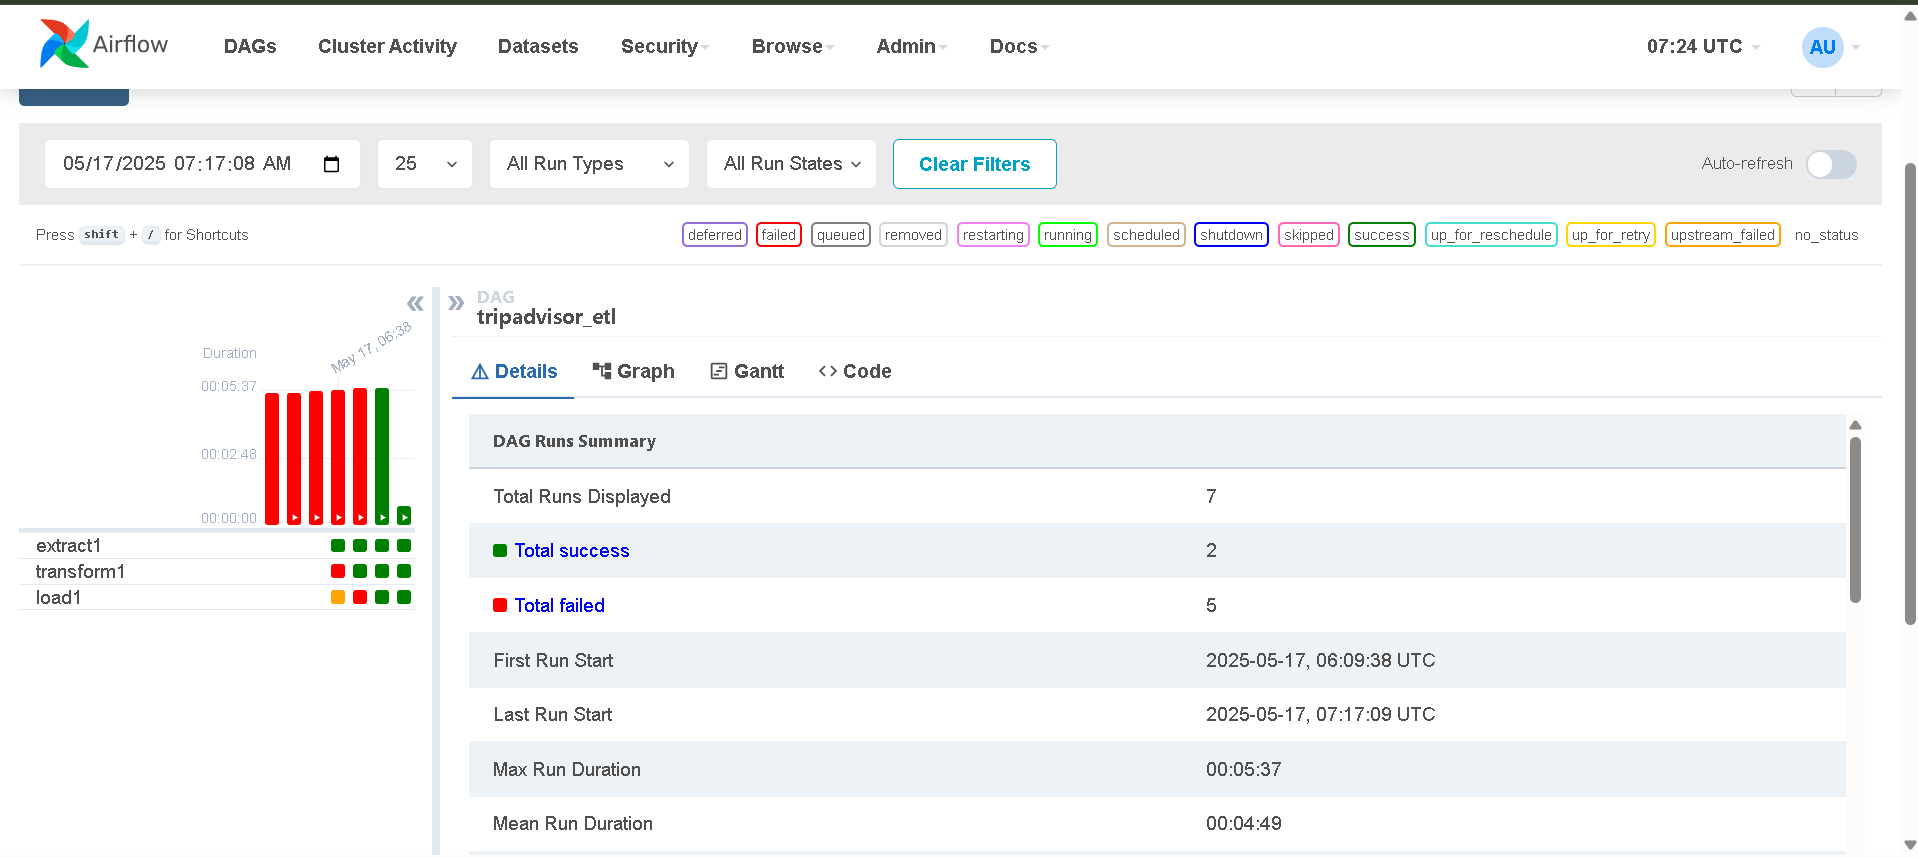 Airflow DAGs Cluster Activity Datasets Security Browse Admin Docs 07:24 UTC AU
05/17/2025 07:17:08 AM 25 All Run Types All Run States Clear Filters Auto-refresh
Press shift + / for Shortcuts deferred failed queued removed restarting running scheduled shutdown skipped success up_for_reschedule up_for_retry upstream_failed no_status
DAG
tripadvisor_etl
May 17, 06:38
Duration
00:05:37
00:02:48
00:00:00
extract1
transform1
load1
Details Graph Gantt Code
DAG Runs Summary
Total Runs Displayed 7
Total success 2
Total failed 5
First Run Start 2025-05-17, 06:09:38 UTC
Last Run Start 2025-05-17, 07:17:09 UTC
Max Run Duration 00:05:37
Mean Run Duration 00:04:49